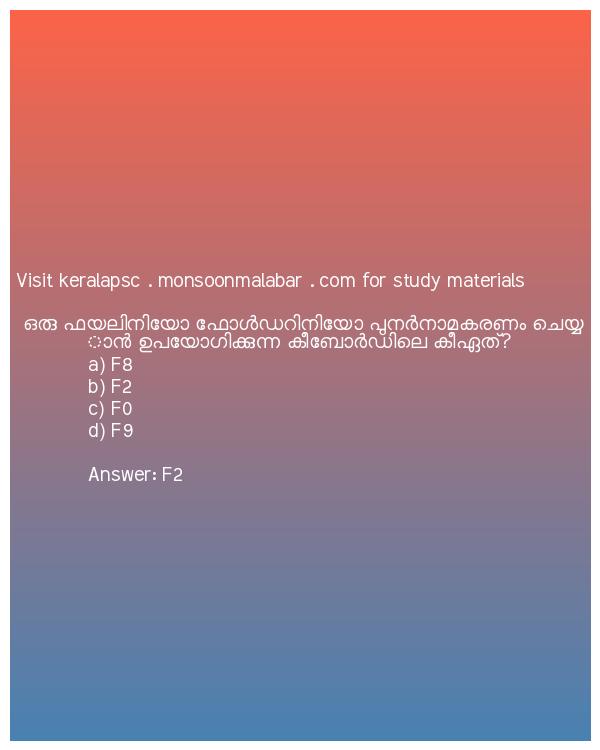 Visit keralapsc . monsoonmalabar . com for study materials
ഒരു ഫയലിനിയോ ഫോൾഡറിനിയോ പുനർനാമകരണം ചെയ്യ
ാൻ ഉപയോഗിക്കുന്ന കീബോർഡിലെ കീഏത്?
a) F8
b) F2
c) F0
d) F9
Answer: F2